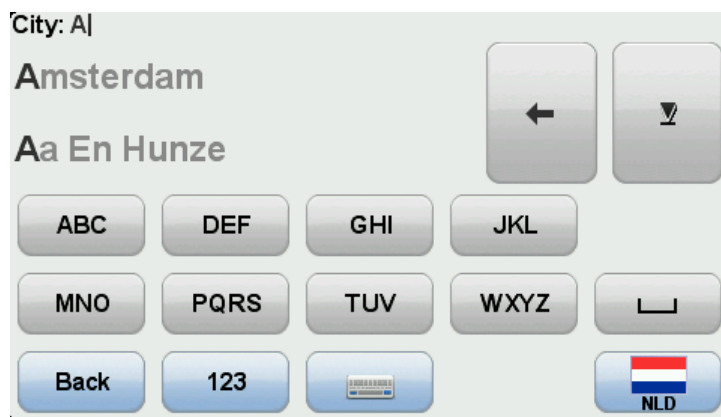 City: A
Amsterdam
Aa En Hunze
ABC DEF GHI JKL
MNO PQRS TUV WXYZ
Back 123 NLD